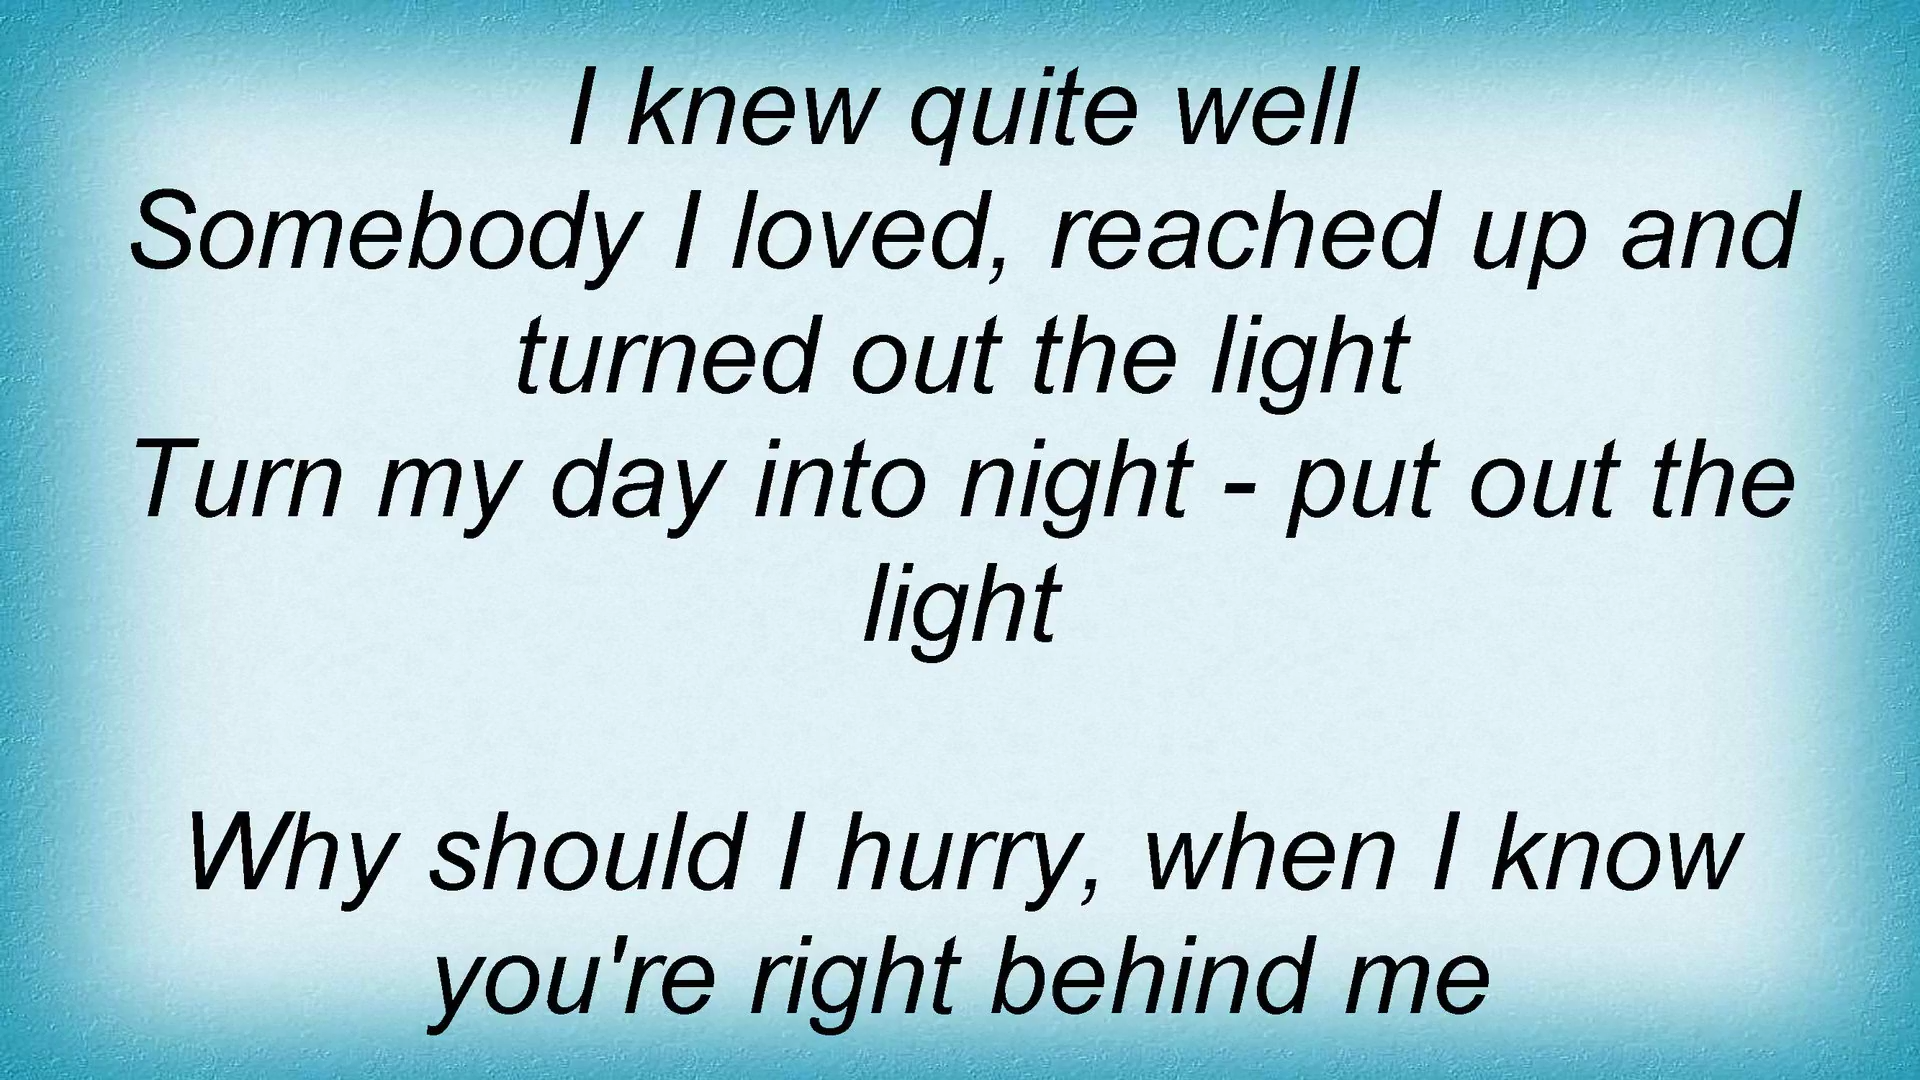 I knew quite well
Somebody I loved, reached up and
turned out the light
Turn my day into night - put out the
light
Why should I hurry, when I know
you're right behind me